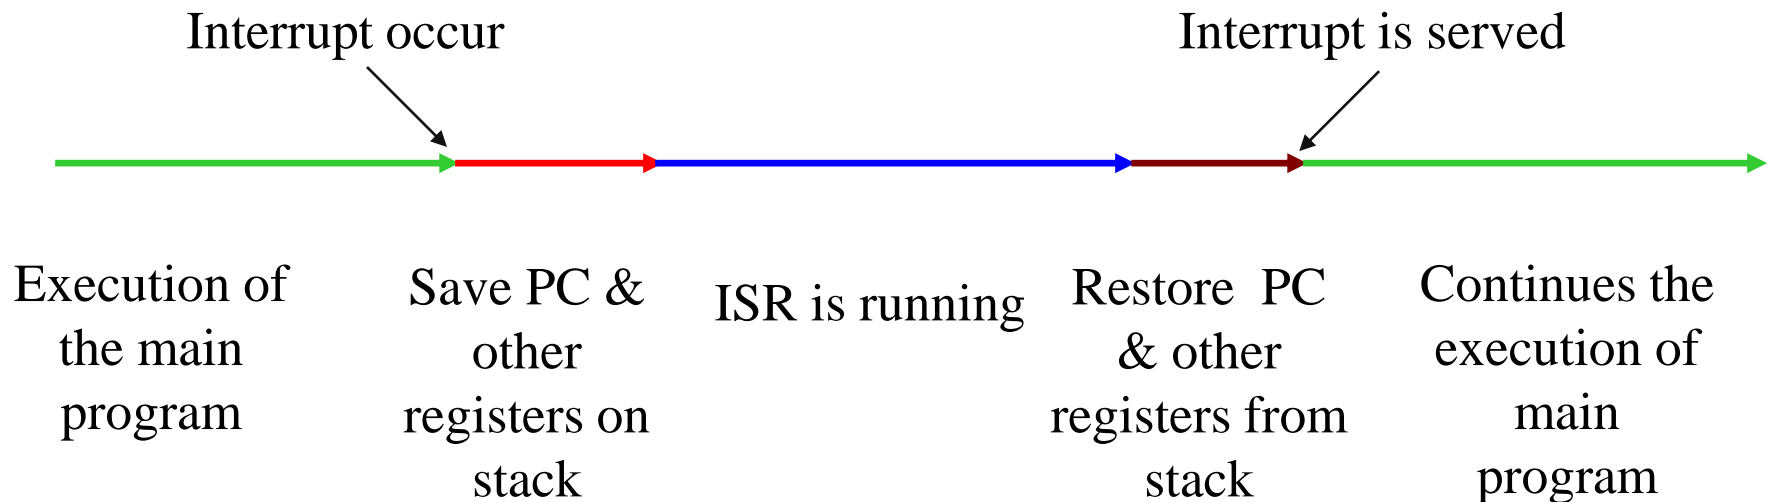 Interrupt occur
Interrupt is served
Execution of
the main
program
Save PC &
other
registers on
stack
ISR is running
Restore PC
& other
registers from
stack
Continues the
execution of
main
program